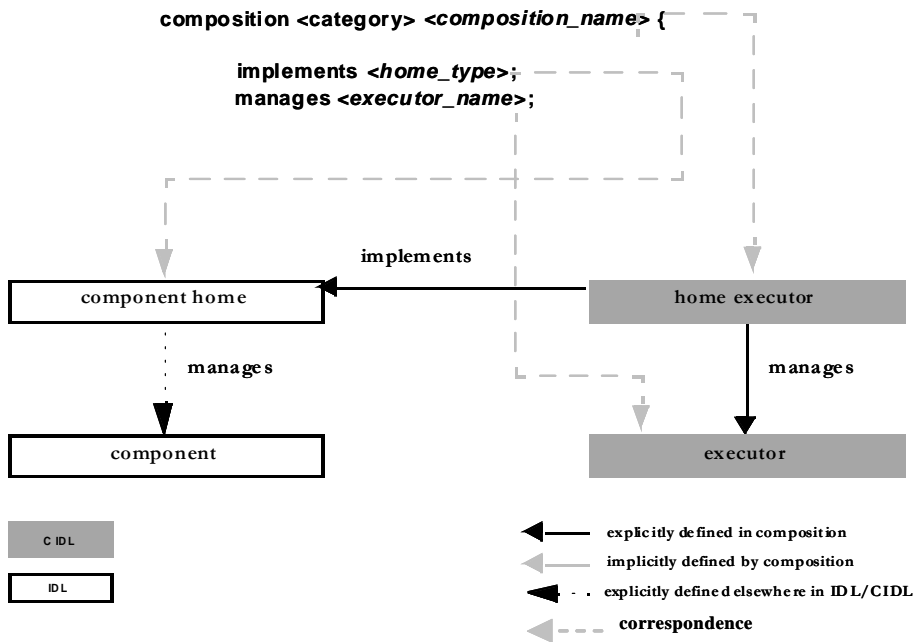 composition <category> <composition_name> {
implements <home_type>;
manages <executor_name>;
implements
component home
home executor
manages
manages
component
executor
CIDL
explicitly defined in composition
implicitly defined by composition
IDL
explicitly defined elsewhere in IDL/CIDL
correspondence